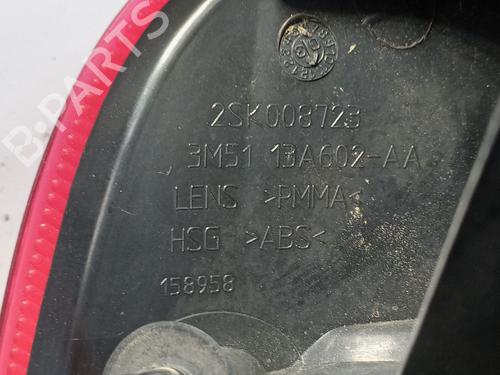 B-PARTS
2SK008723
3M51 13A602-AA
LENS >PMMA<
HSG >ABS<
158958